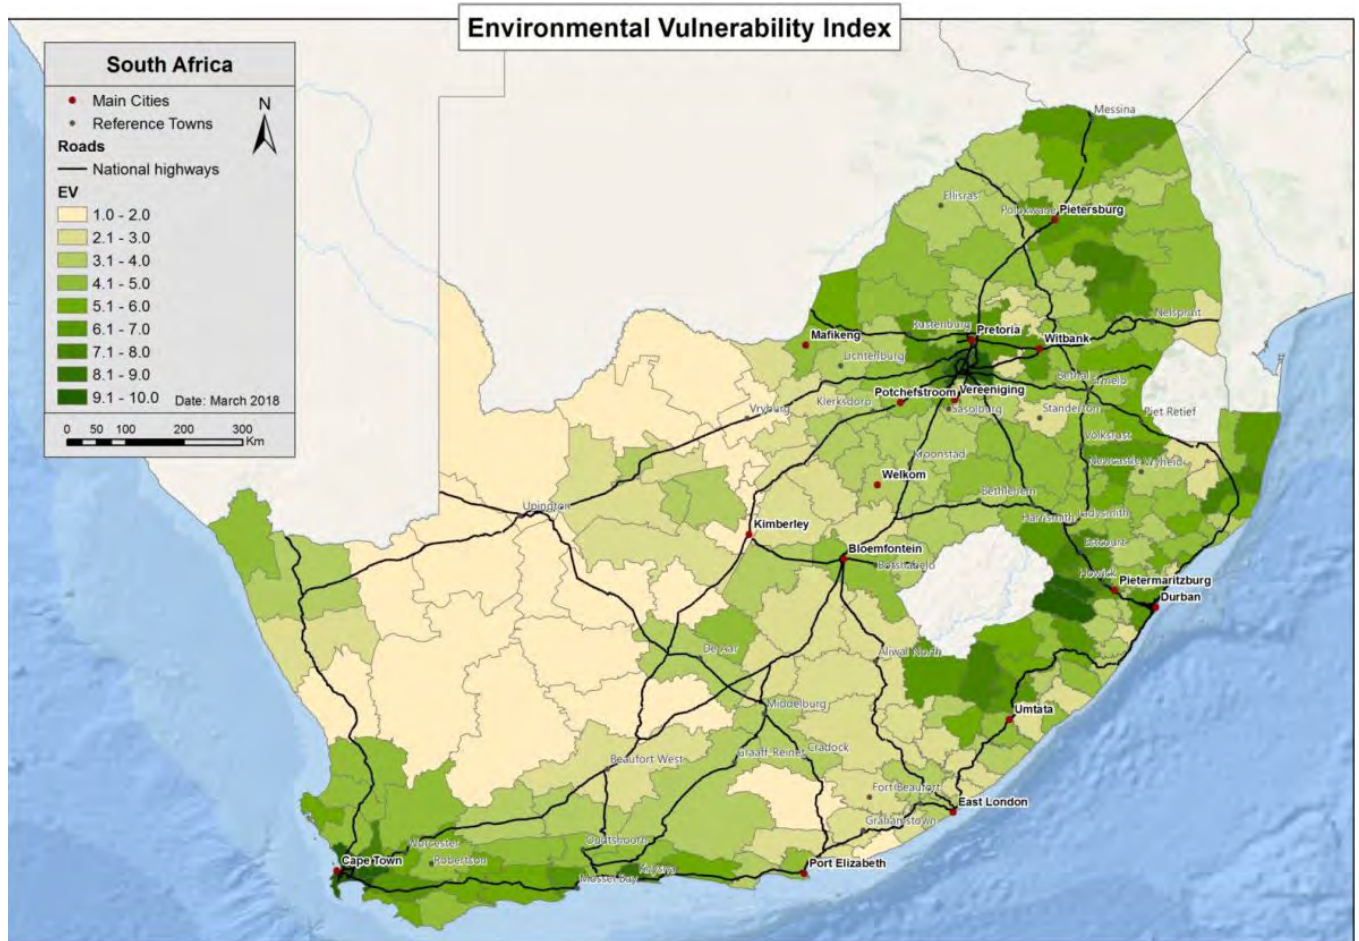 Environmental Vulnerability Index
South Africa
Main Cities
Reference Towns
N
Roads
National highways
EV
1.0 - 2.0
2.1 - 3.0
3.1 - 4.0
4.1 - 5.0
5.1 - 6.0
6.1 - 7.0
7.1 - 8.0
8.1 - 9.0
9.1 - 10.0
Date: March 2018
0 50 100 200 300
Km
Messina
Ellisras
Pietersburg
Nelspruit
Rustenburg
Pretoria
Mafikeng
Witbank
Lichtenburg
Bethal
Potchefstroom
Vereeniging
Klerksdorp
Sasolburg
Standerton
Piet Retief
Vryburg
Volksrust
Kroonstad
Newcastle
Vryheid
Welkom
Bethlehem
Upington
Harrismith
Ladysmith
Kimberley
Estcourt
Bloemfontein
Botshabelo
Howick
Pietermaritzburg
Durban
De Aar
Aliwal North
Middelburg
Umtata
Graaff-Reinet
Cradock
Beaufort West
Fort Beaufort
East London
Grahamstown
Oudtshoorn
Worcester
Cape Town
Robertson
Knysna
Port Elizabeth
Mossel Bay